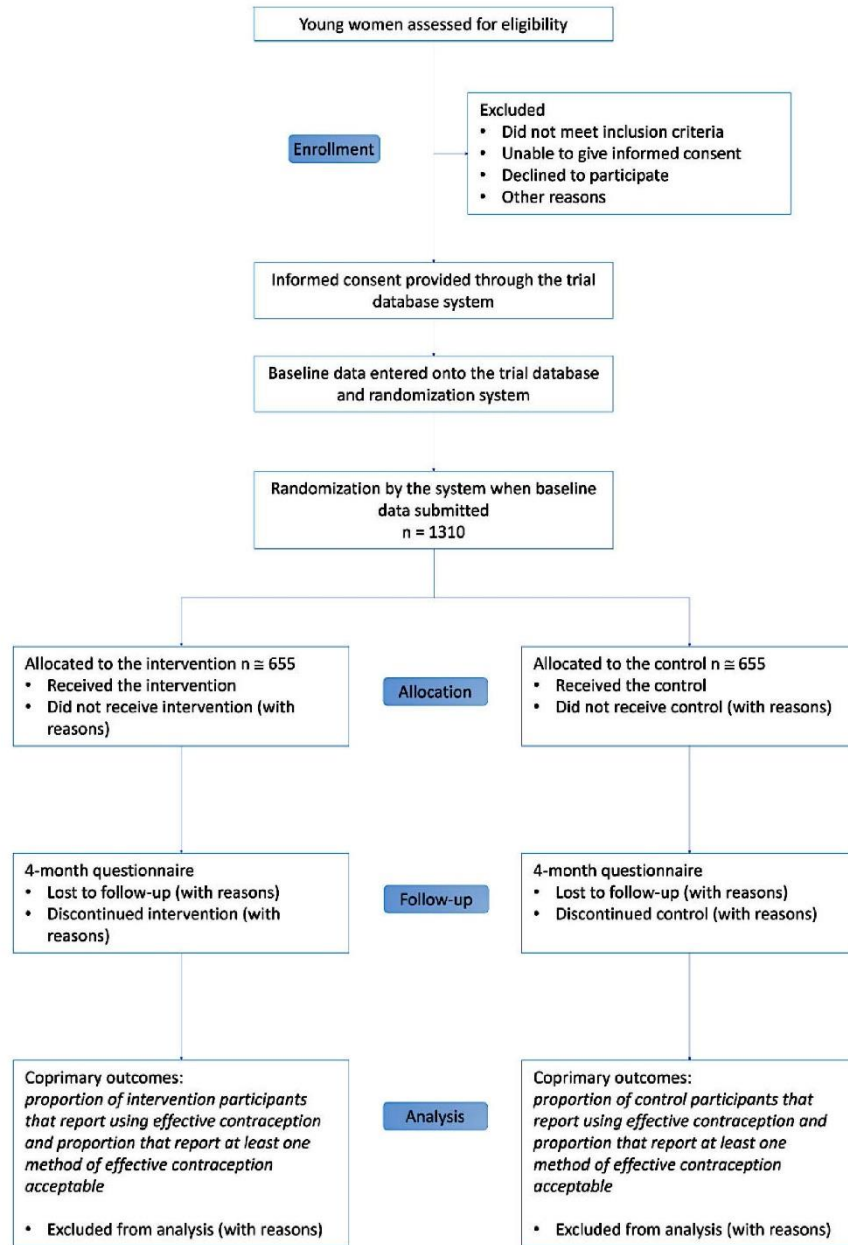 Young women assessed for eligibility
Enrollment
Excluded
• Did not meet inclusion criteria
• Unable to give informed consent
• Declined to participate
• Other reasons
Informed consent provided through the trial
database system
Baseline data entered onto the trial database
and randomization system
Randomization by the system when baseline
data submitted
n = 1310
Allocated to the intervention n ≅ 655
• Received the intervention
• Did not receive intervention (with
reasons)
Allocation
Allocated to the control n ≅ 655
• Received the control
• Did not receive control (with reasons)
4-month questionnaire
• Lost to follow-up (with reasons)
• Discontinued intervention (with
reasons)
Follow-up
4-month questionnaire
• Lost to follow-up (with reasons)
• Discontinued control (with reasons)
Coprimary outcomes:
proportion of intervention participants
that report using effective contraception
and proportion that report at least one
method of effective contraception
acceptable
• Excluded from analysis (with reasons)
Analysis
Coprimary outcomes:
proportion of control participants that
report using effective contraception and
proportion that report at least one
method of effective contraception
acceptable
• Excluded from analysis (with reasons)